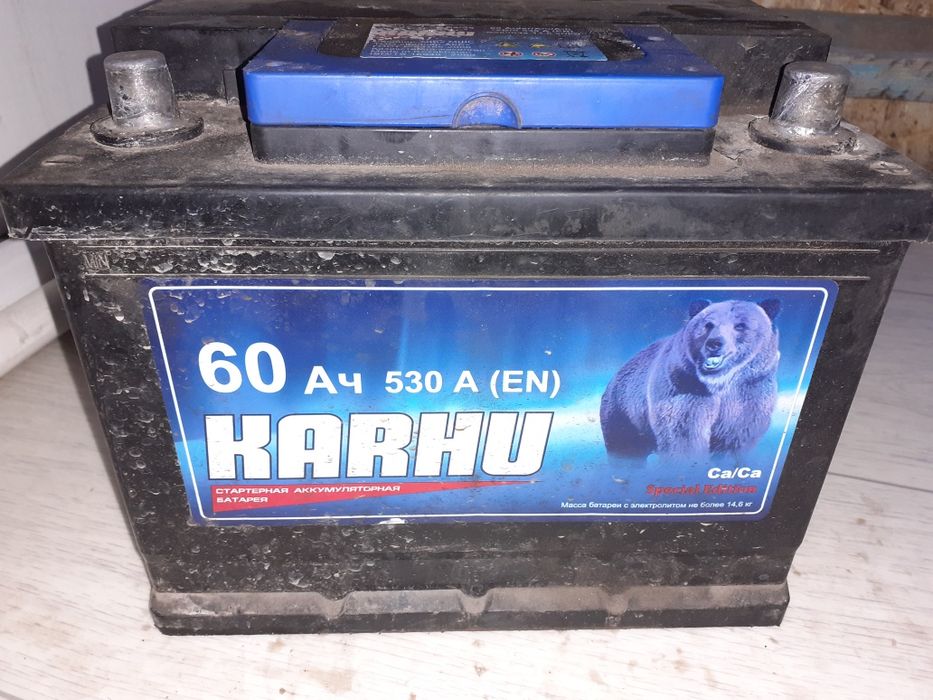 60 Ач 530 А (EN)
KARHU
СТАРТЕРНАЯ АККУМУЛЯТОРНАЯ
БАТАРЕЯ
Ca/Ca
Special Edition
Масса батареи с электролитом не более 14,6 кг